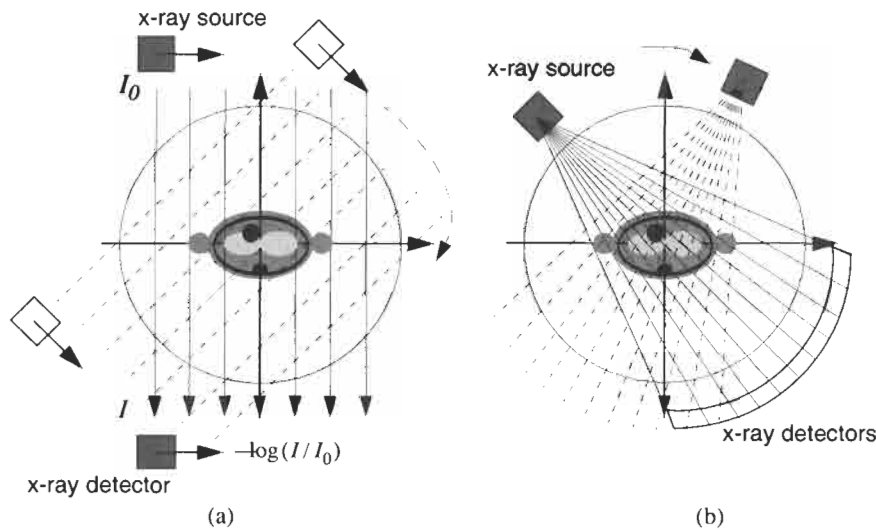 x-ray source
I₀
I
x-ray detector
−log(I/I₀)
(a)
x-ray source
x-ray detectors
(b)